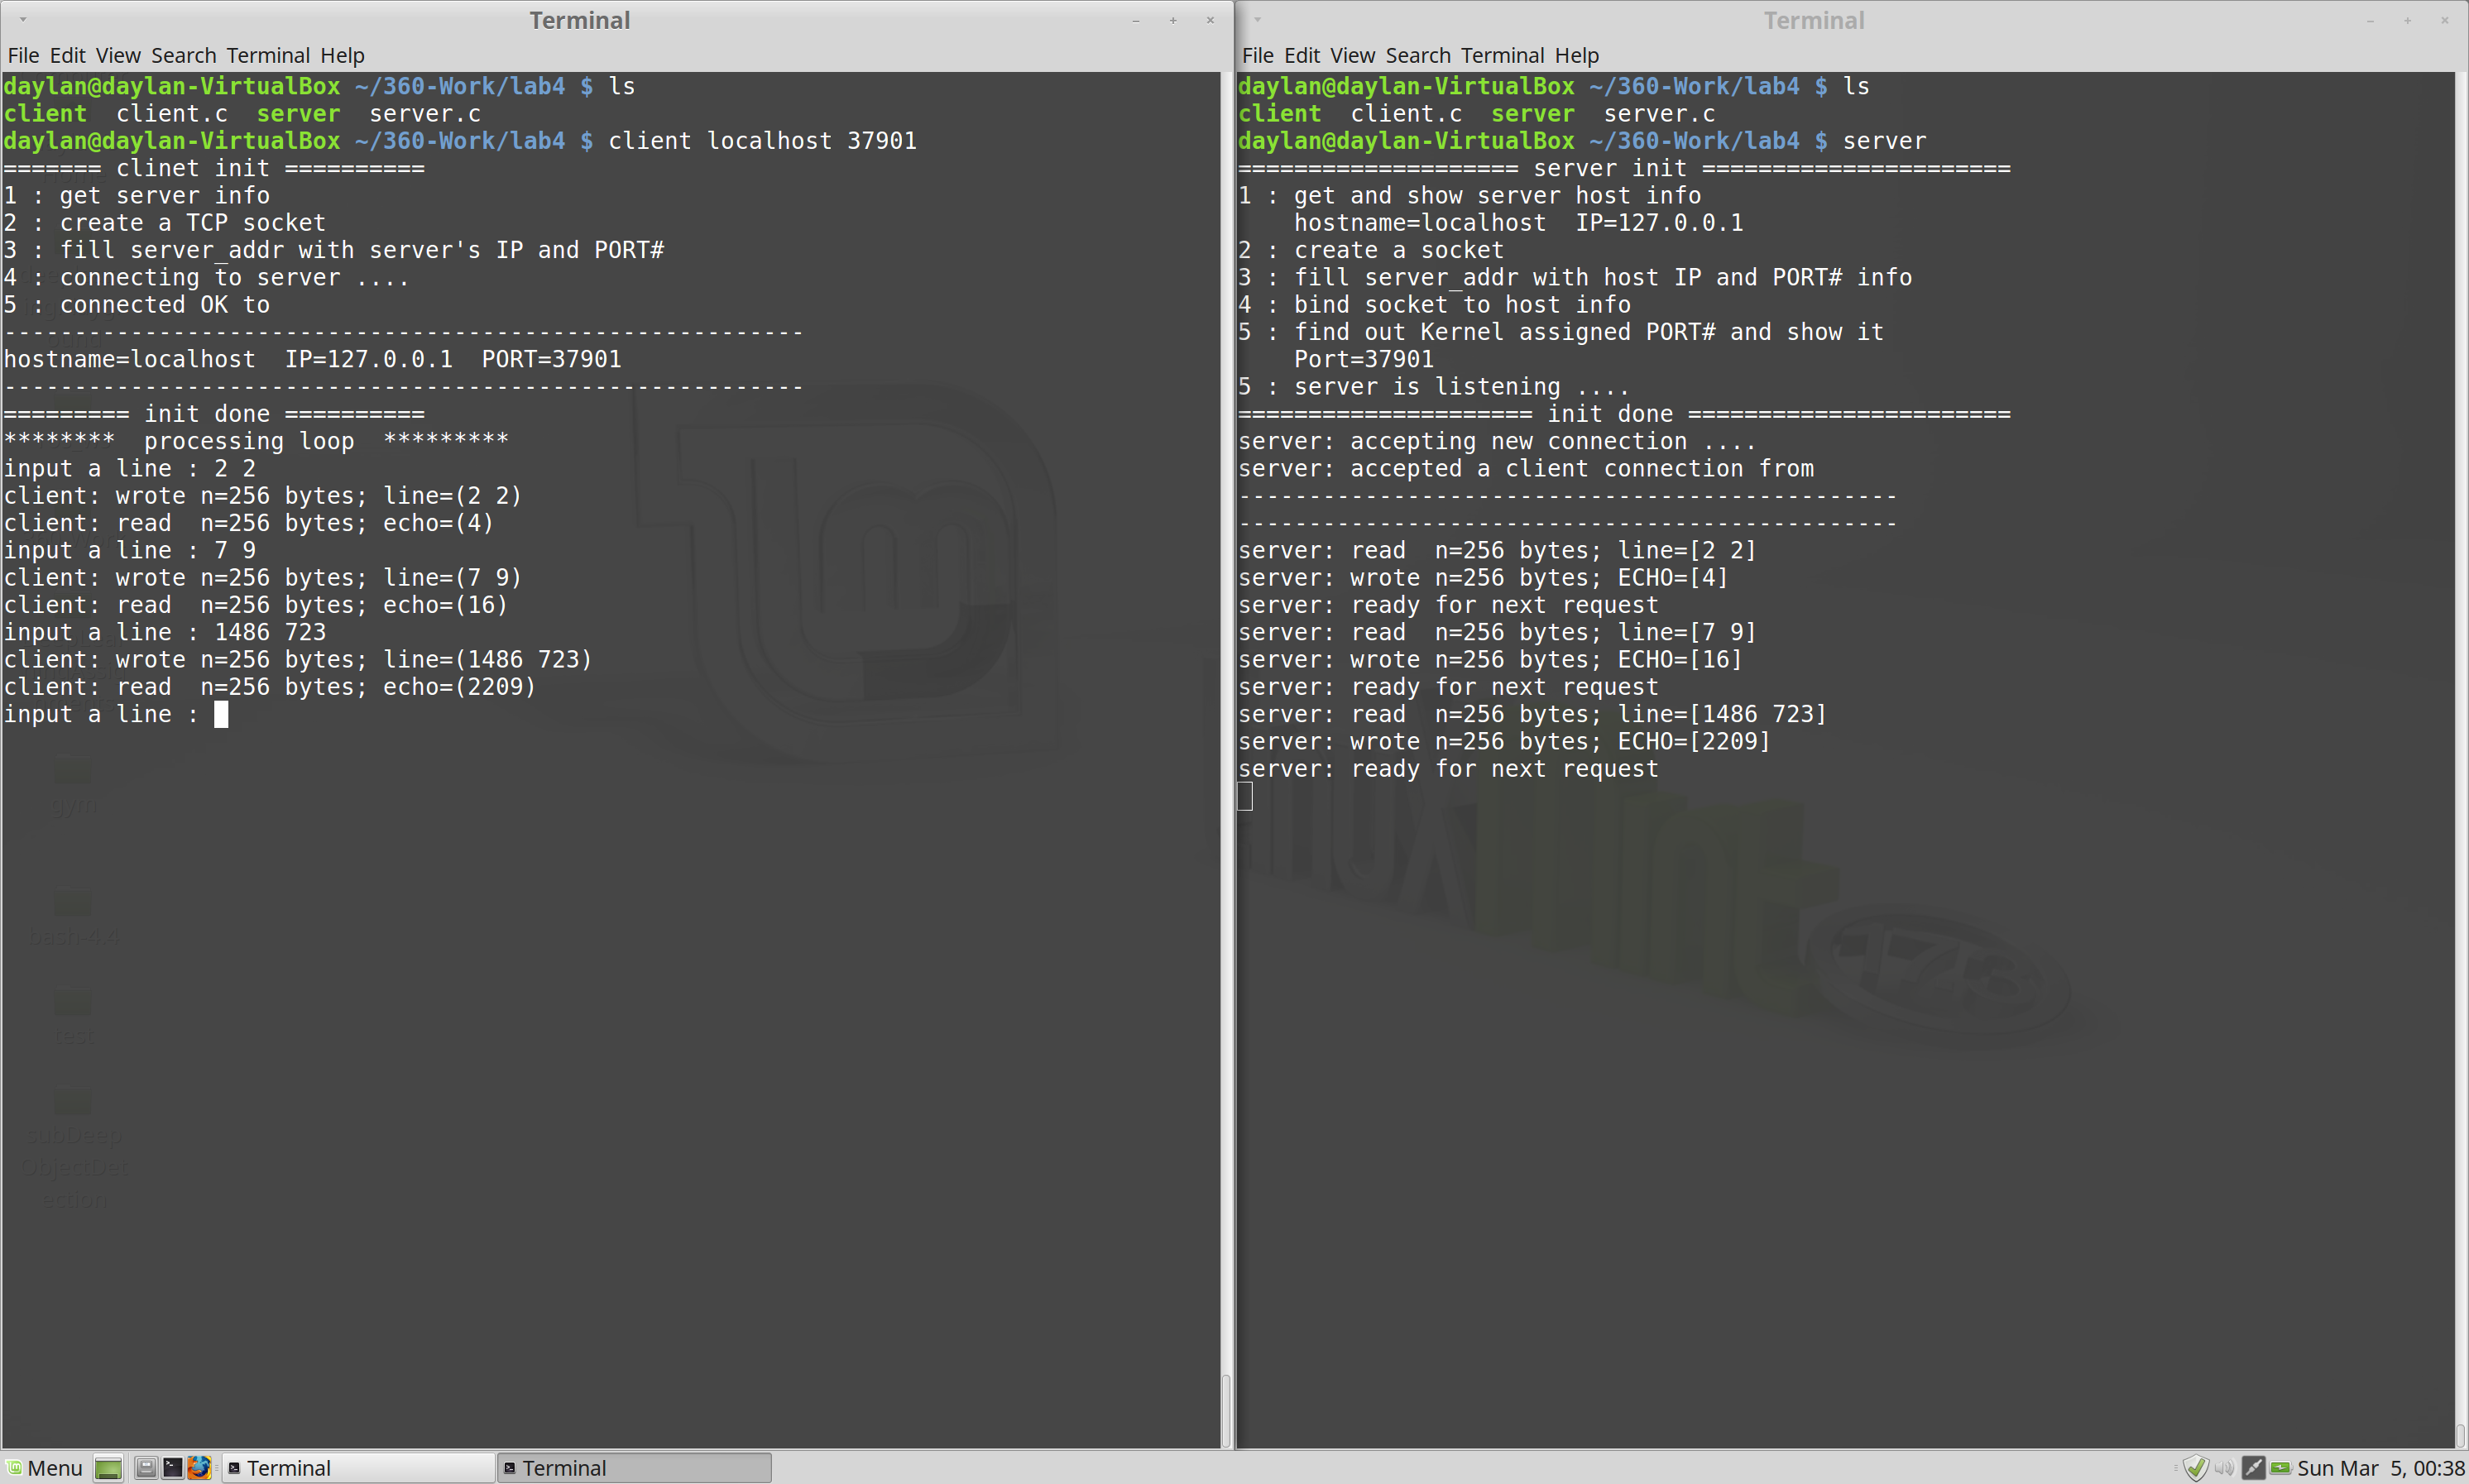 Terminal
File Edit View Search Terminal Help
daylan@daylan-VirtualBox ~/360-Work/lab4 $ ls
client  client.c  server  server.c
daylan@daylan-VirtualBox ~/360-Work/lab4 $ client localhost 37901
======= clinet init ==========
1 : get server info
2 : create a TCP socket
3 : fill server_addr with server's IP and PORT#
4 : connecting to server ....
5 : connected OK to
---------------------------------------------------------
hostname=localhost  IP=127.0.0.1  PORT=37901
---------------------------------------------------------
========= init done ==========
********  processing loop  *********
input a line : 2 2
client: wrote n=256 bytes; line=(2 2)
client: read  n=256 bytes; echo=(4)
input a line : 7 9
client: wrote n=256 bytes; line=(7 9)
client: read  n=256 bytes; echo=(16)
input a line : 1486 723
client: wrote n=256 bytes; line=(1486 723)
client: read  n=256 bytes; echo=(2209)
input a line :
gym
bash-4.4
test
subDeep
ObjectDet
ection
Terminal
File Edit View Search Terminal Help
daylan@daylan-VirtualBox ~/360-Work/lab4 $ ls
client  client.c  server  server.c
daylan@daylan-VirtualBox ~/360-Work/lab4 $ server
==================== server init ======================
1 : get and show server host info
    hostname=localhost  IP=127.0.0.1
2 : create a socket
3 : fill server_addr with host IP and PORT# info
4 : bind socket to host info
5 : find out Kernel assigned PORT# and show it
    Port=37901
5 : server is listening ....
===================== init done =======================
server: accepting new connection ....
server: accepted a client connection from
-----------------------------------------------
-----------------------------------------------
server: read  n=256 bytes; line=[2 2]
server: wrote n=256 bytes; ECHO=[4]
server: ready for next request
server: read  n=256 bytes; line=[7 9]
server: wrote n=256 bytes; ECHO=[16]
server: ready for next request
server: read  n=256 bytes; line=[1486 723]
server: wrote n=256 bytes; ECHO=[2209]
server: ready for next request
Menu
Terminal
Terminal
Sun Mar  5, 00:38